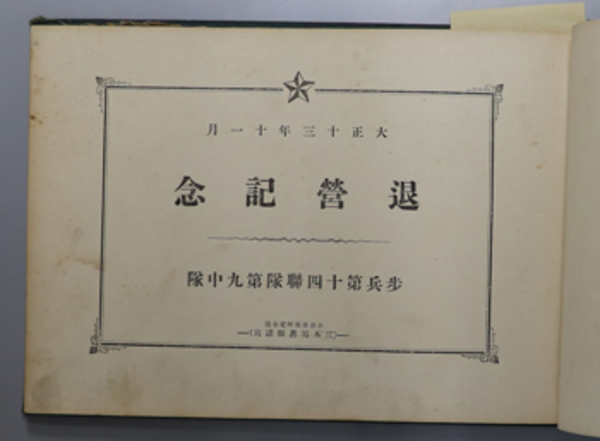 大正十三年十一月
退營記念
步兵第十四聯隊第九中隊